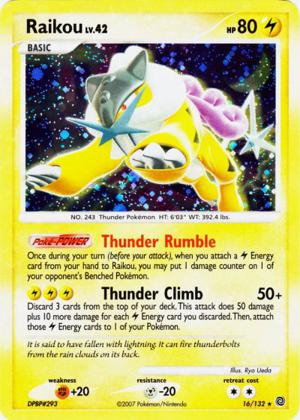 Raikou LV.42 HP 80
BASIC
NO. 243 Thunder Pokémon HT: 6'03" WT: 392.4 lbs.
Poké-POWER Thunder Rumble
Once during your turn (before your attack), when you attach a Energy
card from your hand to Raikou, you may put 1 damage counter on 1 of
your opponent's Benched Pokémon.
Thunder Climb 50+
Discard 3 cards from the top of your deck. This attack does 50 damage
plus 10 more damage for each Energy card you discarded. Then, attach
those Energy cards to 1 of your Pokémon.
It is said to have fallen with lightning. It can fire thunderbolts
from the rain clouds on its back.
Illus. Ryo Ueda
weakness resistance retreat cost
+20 -20
DPBP#293 ©2007 Pokémon/Nintendo 16/132 ★